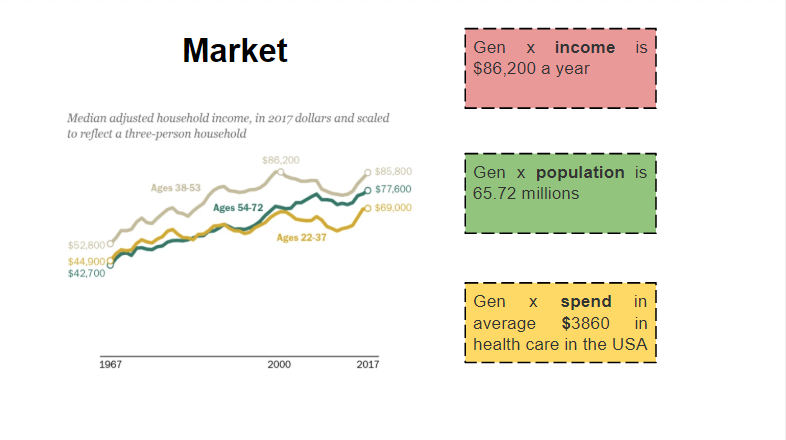 Market
Median adjusted household income, in 2017 dollars and scaled
to reflect a three-person household
$86,200
$85,800
Ages 38-53
$77,600
Ages 54-72
$69,000
Ages 22-37
$52,800
$44,900
$42,700
1967
2000
2017
Gen x income is
$86,200 a year
Gen x population is
65.72 millions
Gen x spend in
average $3860 in
health care in the USA